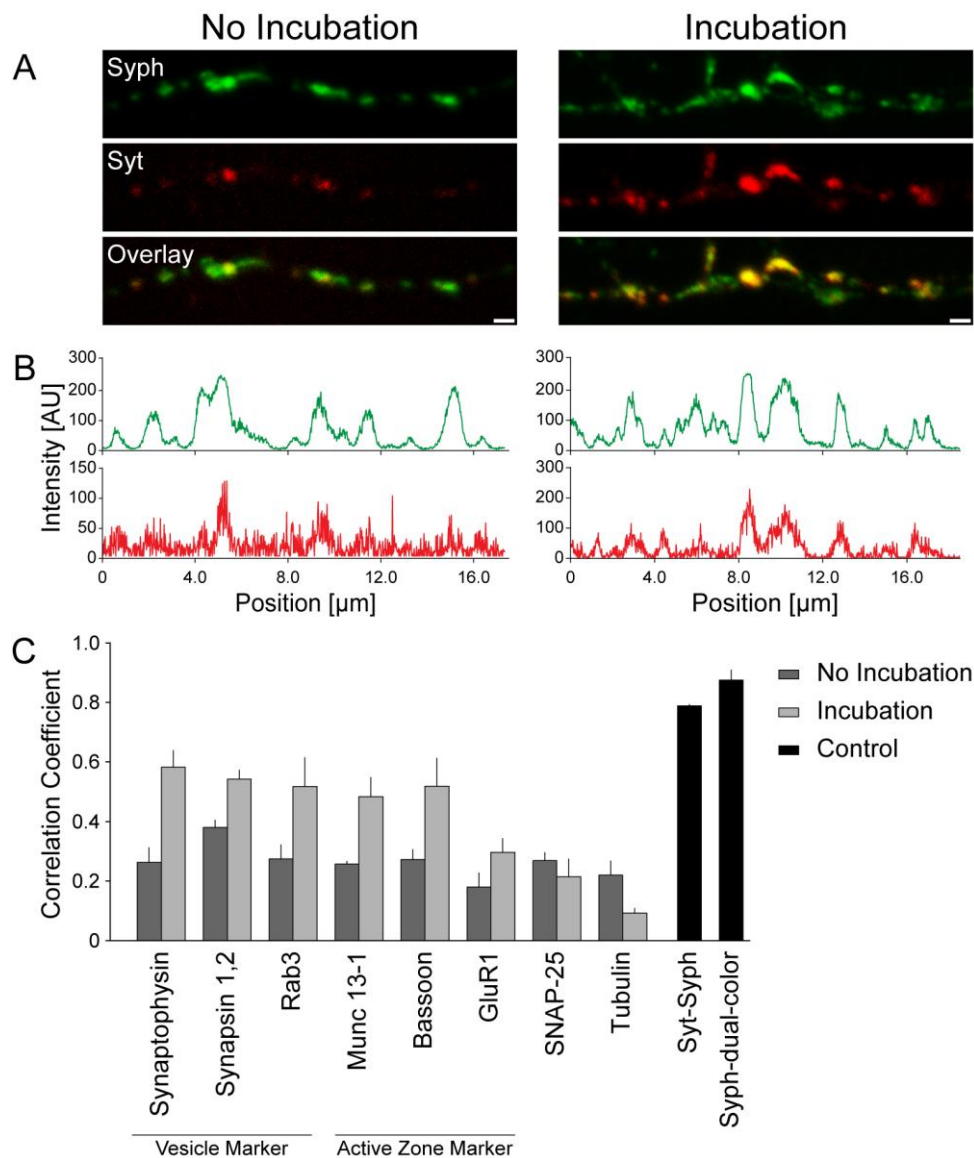 No Incubation
Incubation
A
Syph
Syt
Overlay
B
Intensity [AU]
300
200
100
0
150
100
50
0
0
4.0
8.0
12.0
16.0
Position [µm]
300
200
100
0
300
200
100
0
0
4.0
8.0
12.0
16.0
Position [µm]
C
Correlation Coefficient
1.0
0.8
0.6
0.4
0.2
0
No Incubation
Incubation
Control
Synaptophysin
Synapsin 1,2
Rab3
Munc 13-1
Bassoon
GluR1
SNAP-25
Tubulin
Syt-Syph
Syph-dual-color
Vesicle Marker
Active Zone Marker